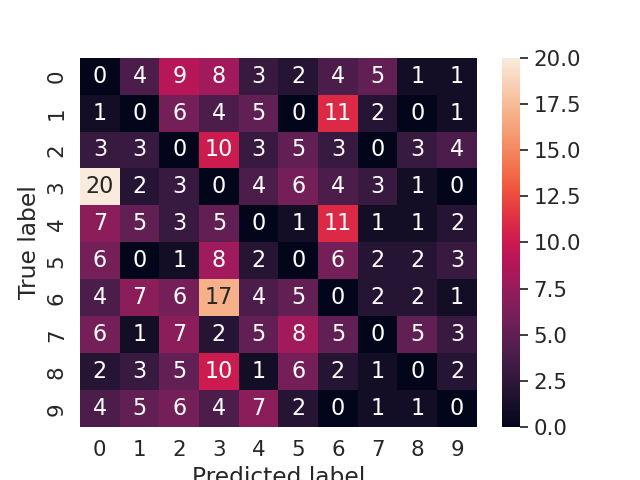 0 0 4 9 8 3 2 4 5 1 1
1 1 0 6 4 5 0 11 2 0 1
2 3 3 0 10 3 5 3 0 3 4
3 20 2 3 0 4 6 4 3 1 0
4 7 5 3 5 0 1 11 1 1 2
5 6 0 1 8 2 0 6 2 2 3
6 4 7 6 17 4 5 0 2 2 1
7 6 1 7 2 5 8 5 0 5 3
8 2 3 5 10 1 6 2 1 0 2
9 4 5 6 4 7 2 0 1 1 0
0 1 2 3 4 5 6 7 8 9
Predicted label
True label
20.0
17.5
15.0
12.5
10.0
7.5
5.0
2.5
0.0